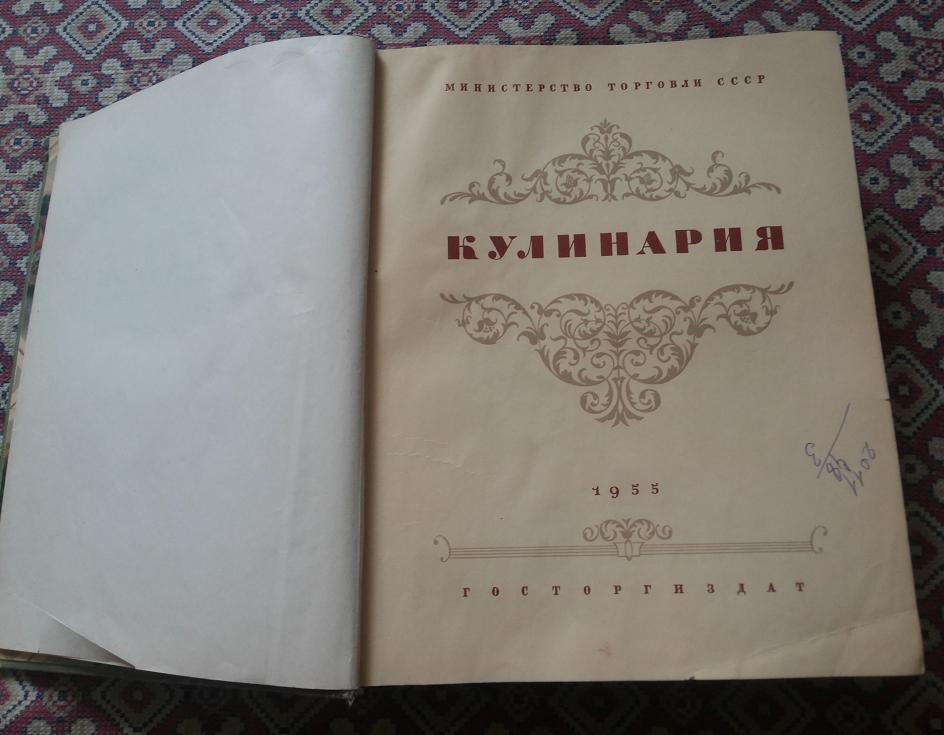 МИНИСТЕРСТВО ТОРГОВЛИ СССР
КУЛИНАРИЯ
1955
ГОСТОРГИЗДАТ